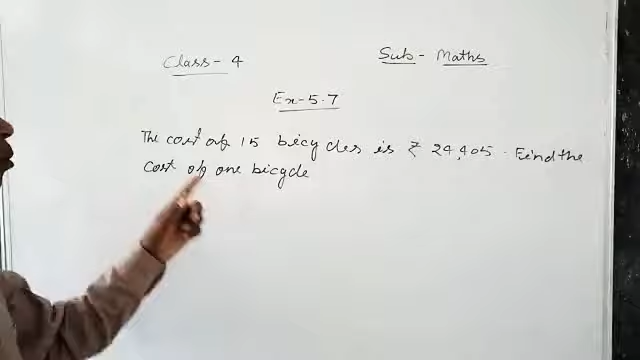 Class - 4
Sub - Maths
Ex - 5.7
The cost of 15 bicycles is ₹ 24,405. Find the
cost of one bicycle